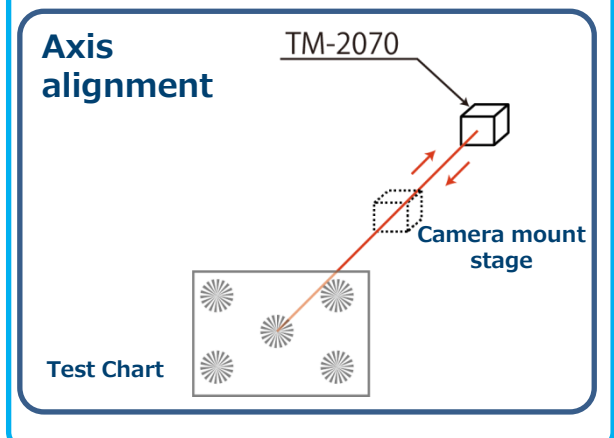 Axis
alignment
TM-2070
Camera mount
stage
Test Chart